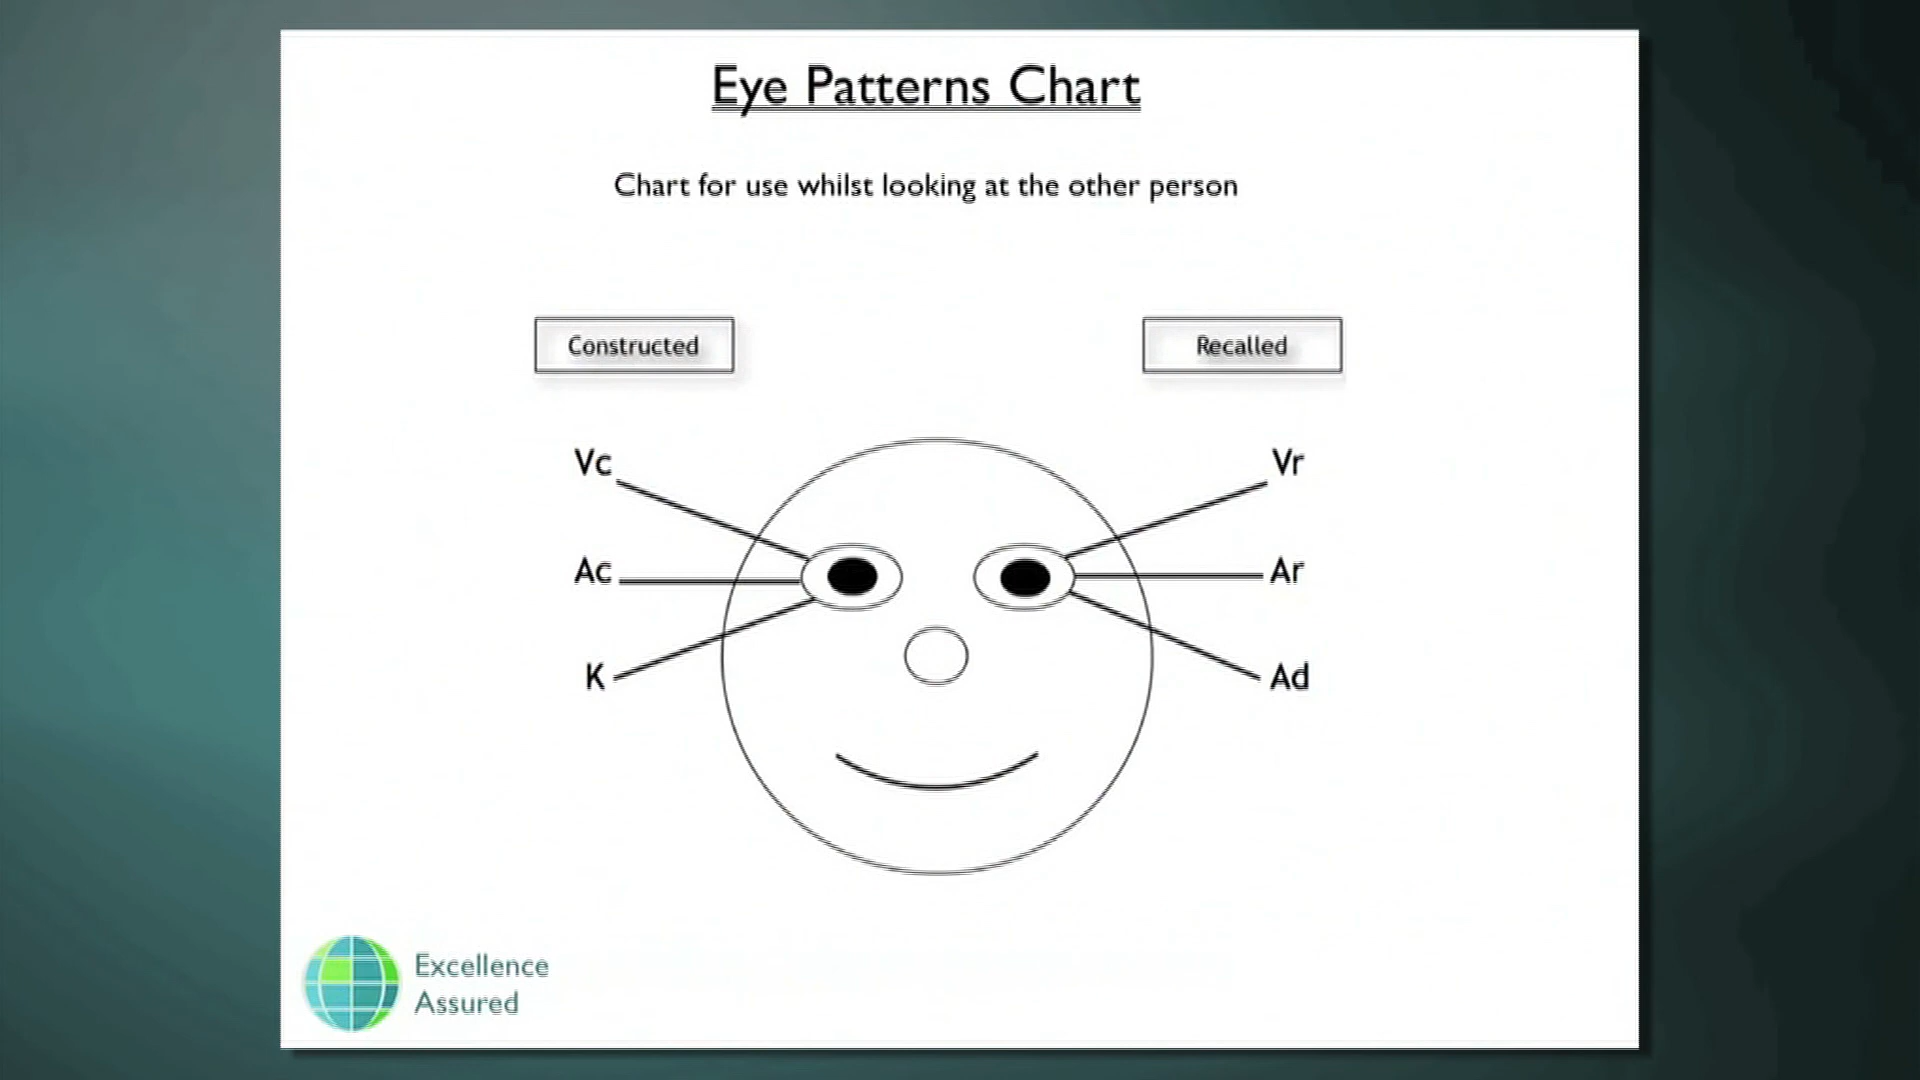 Eye Patterns Chart
Chart for use whilst looking at the other person
Constructed
Recalled
Vc
Vr
Ac
Ar
K
Ad
Excellence
Assured